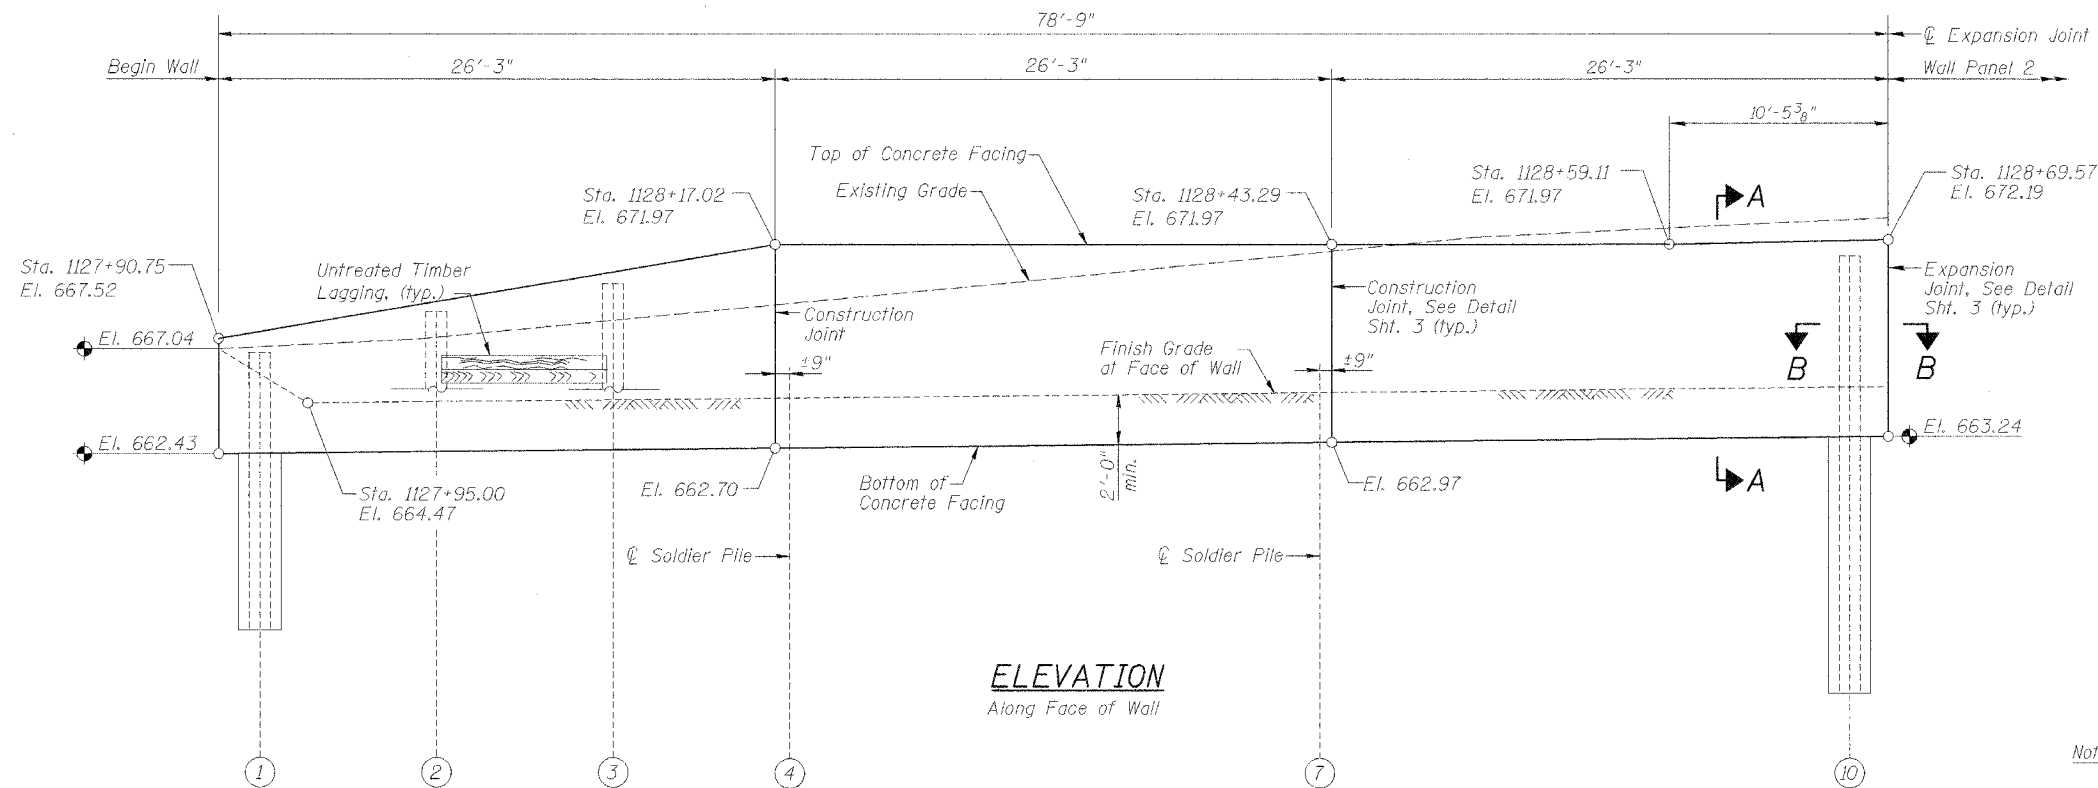 78'-9"
℄ Expansion Joint
Begin Wall
26'-3"
26'-3"
26'-3"
Wall Panel 2
10'-5 3/8"
Top of Concrete Facing
Existing Grade
Sta. 1128+17.02
El. 671.97
Sta. 1128+43.29
El. 671.97
Sta. 1128+59.11
El. 671.97
A
Sta. 1128+69.57
El. 672.19
Sta. 1127+90.75
El. 667.52
Untreated Timber
Lagging, (typ.)
El. 667.04
Construction
Joint
±9"
Finish Grade
at Face of Wall
±9"
Construction
Joint, See Detail
Sht. 3 (typ.)
Expansion
Joint, See Detail
Sht. 3 (typ.)
B
B
El. 662.43
Sta. 1127+95.00
El. 664.47
El. 662.70
Bottom of
Concrete Facing
2'-0"
min.
El. 662.97
A
El. 663.24
℄ Soldier Pile
℄ Soldier Pile
ELEVATION
Along Face of Wall
1
2
3
4
7
10
Not